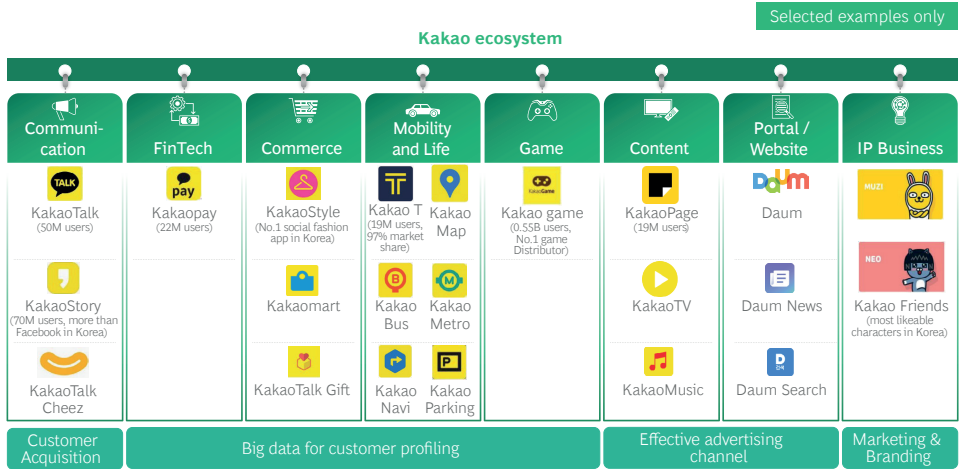 Selected examples only
Kakao ecosystem
Communi-
cation
FinTech
Commerce
Mobility
and Life
Game
Content
Portal /
Website
IP Business
TALK
KakaoTalk
(50M users)
KakaoStory
(70M users, more than
Facebook in Korea)
KakaoTalk
Cheez
pay
Kakaopay
(22M users)
KakaoStyle
(No.1 social fashion
app in Korea)
Kakaomart
KakaoTalk Gift
T
Kakao T
(19M users,
97% market
share)
Kakao
Map
B
Kakao
Bus
M
Kakao
Metro
Kakao
Navi
P
Kakao
Parking
KakaoGame
Kakao game
(0.55B users,
No.1 game
Distributor)
KakaoPage
(19M users)
KakaoTV
KakaoMusic
Daum
Daum
Daum News
D
검색
Daum Search
MUZI
NEO
Kakao Friends
(most likeable
characters in Korea)
Customer
Acquisition
Big data for customer profiling
Effective advertising
channel
Marketing &
Branding